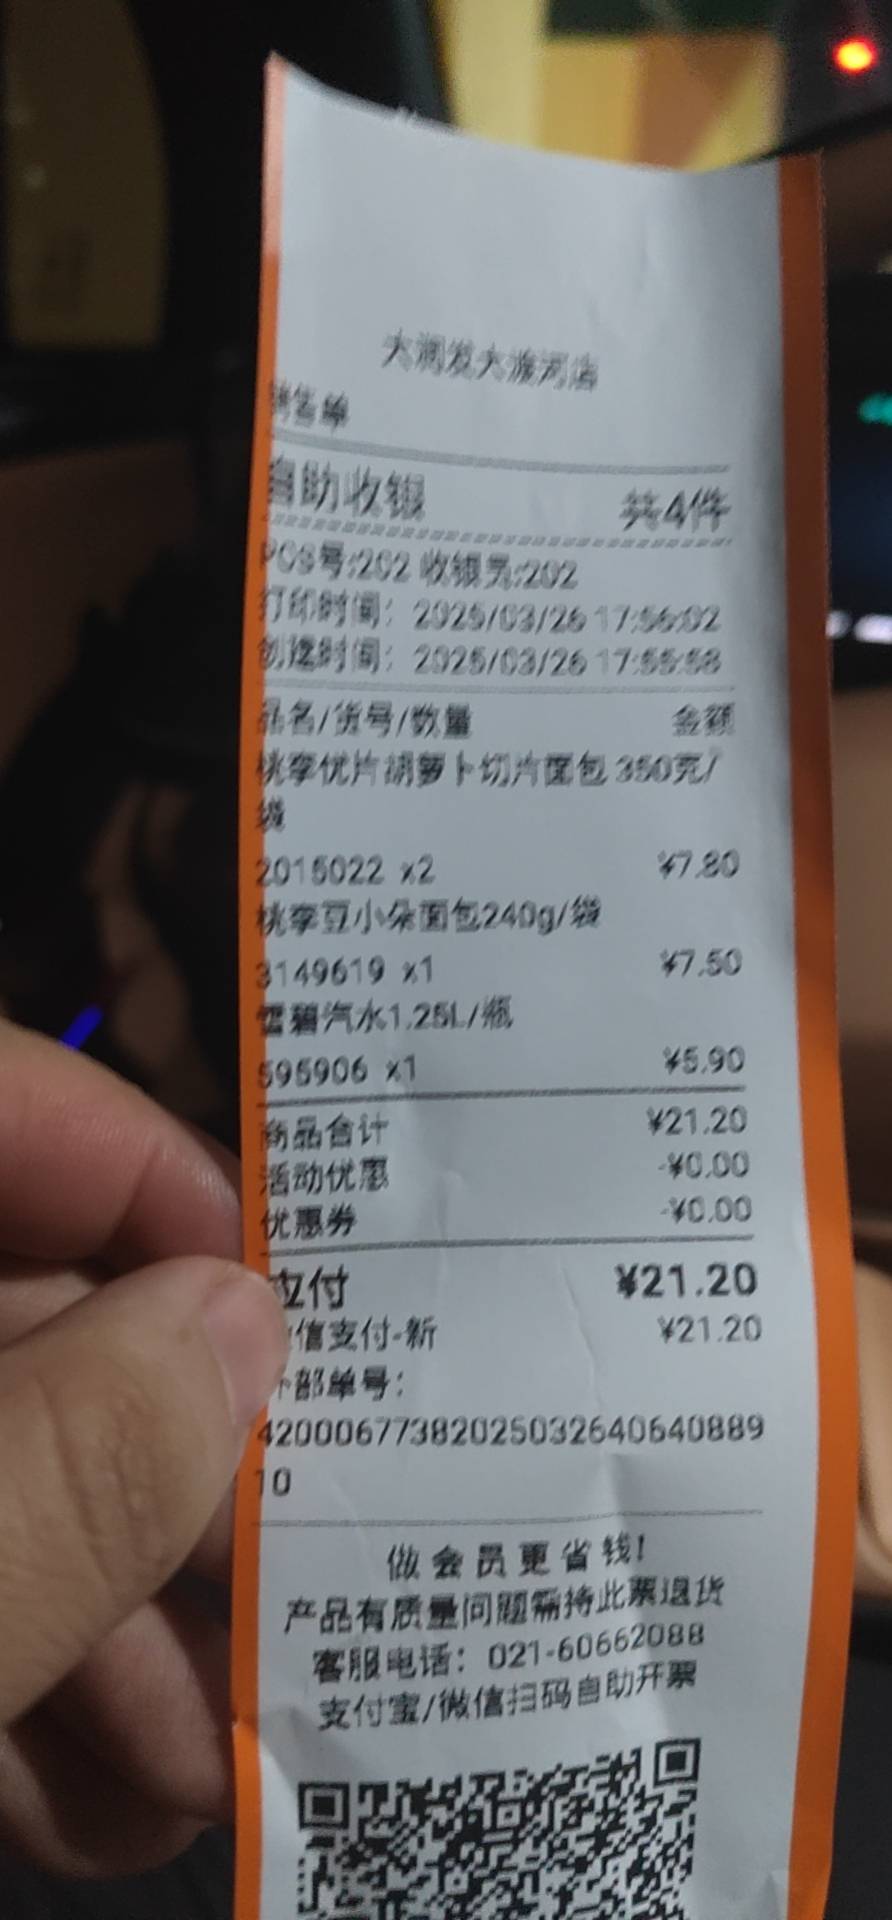 大润发大渡河店
销售单
自助收银 共4件
POS号:202 收银员:202
打印时间: 2025/03/26 17:56:02
创建时间: 2025/03/26 17:55:58
品名/货号/数量 金额
桃李优片胡萝卜切片面包 350克/
袋
2015022 x2 ¥7.80
桃李豆小朵面包240g/袋
3149619 x1 ¥7.50
雪碧汽水1.25L/瓶
595906 x1 ¥5.90
商品合计 ¥21.20
活动优惠 -¥0.00
优惠券 -¥0.00
应付 ¥21.20
信支付-新 ¥21.20
外部单号:
42000677382025032640640889
10
做会员更省钱!
产品有质量问题需持此票退货
客服电话: 021-60662088
支付宝/微信扫码自助开票